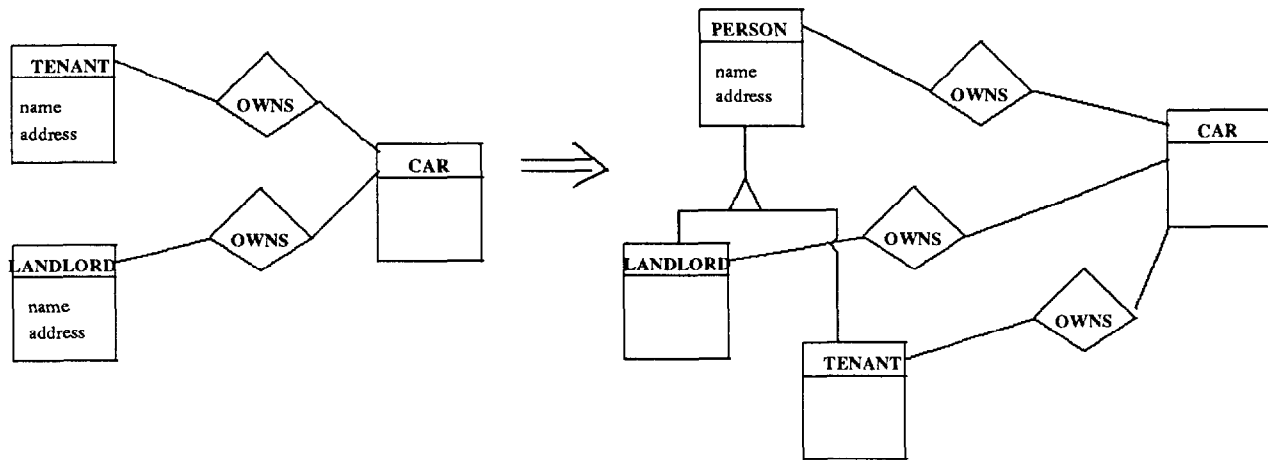 TENANT
name
address
OWNS
CAR
LANDLORD
name
address
OWNS
PERSON
name
address
OWNS
CAR
LANDLORD
OWNS
TENANT
OWNS